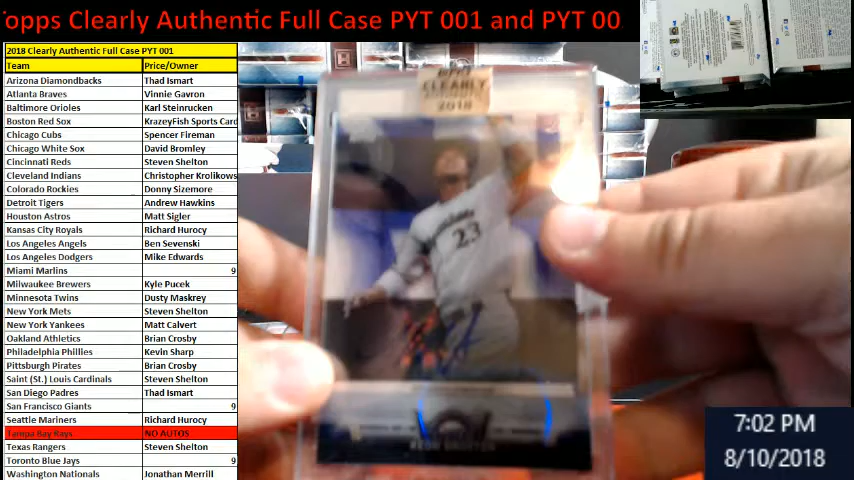 Topps Clearly Authentic Full Case PYT 001 and PYT 00
2018 Clearly Authentic Full Case PYT 001
Team Price/Owner
Arizona Diamondbacks Thad Ismart
Atlanta Braves Vinnie Gavron
Baltimore Orioles Karl Steinrucken
Boston Red Sox KrazeyFish Sports Card
Chicago Cubs Spencer Fireman
Chicago White Sox David Bromley
Cincinnati Reds Steven Shelton
Cleveland Indians Christopher Krolikows
Colorado Rockies Donny Sizemore
Detroit Tigers Andrew Hawkins
Houston Astros Matt Sigler
Kansas City Royals Richard Hurocy
Los Angeles Angels Ben Sevenski
Los Angeles Dodgers Mike Edwards
Miami Marlins 9
Milwaukee Brewers Kyle Pucek
Minnesota Twins Dusty Maskrey
New York Mets Steven Shelton
New York Yankees Matt Calvert
Oakland Athletics Brian Crosby
Philadelphia Phillies Kevin Sharp
Pittsburgh Pirates Brian Crosby
Saint (St.) Louis Cardinals Steven Shelton
San Diego Padres Thad Ismart
San Francisco Giants 9
Seattle Mariners Richard Hurocy
Tampa Bay Rays NO AUTOS
Texas Rangers Steven Shelton
Toronto Blue Jays 9
Washington Nationals Jonathan Merrill
CLEARLY
2018
23
7:02 PM
8/10/2018